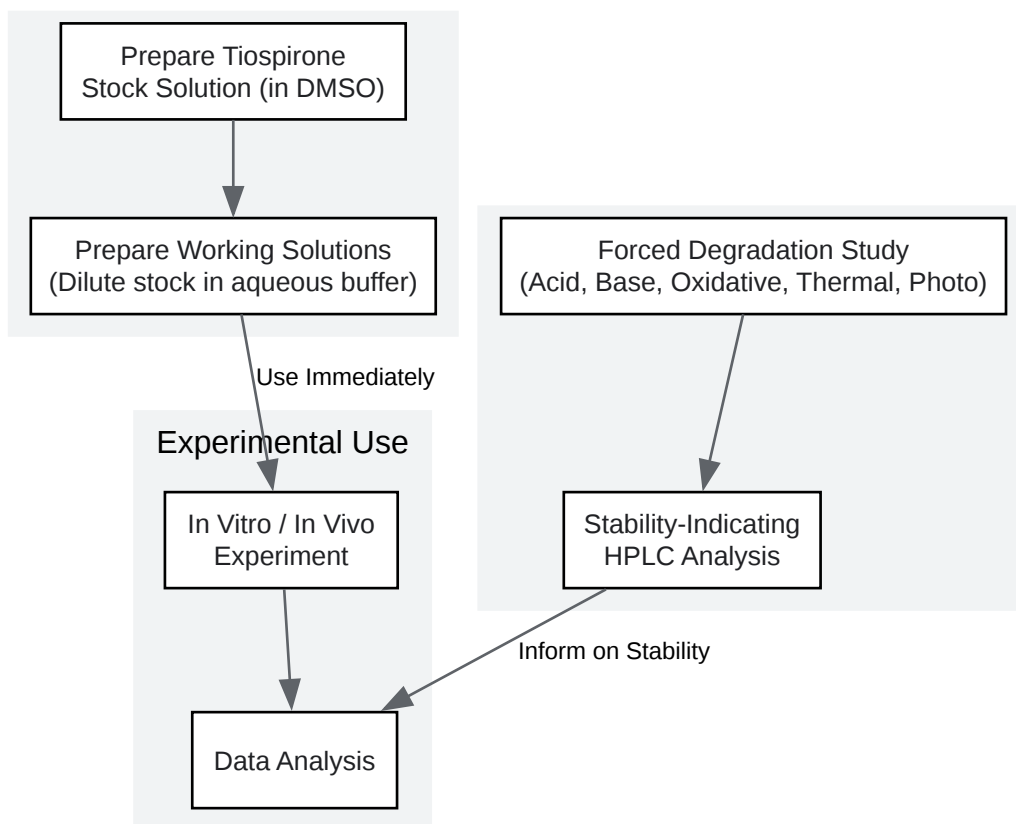 Prepare Tiospirone
Stock Solution (in DMSO)
Prepare Working Solutions
(Dilute stock in aqueous buffer)
Forced Degradation Study
(Acid, Base, Oxidative, Thermal, Photo)
Use Immediately
Experimental Use
In Vitro / In Vivo
Experiment
Stability-Indicating
HPLC Analysis
Inform on Stability
Data Analysis